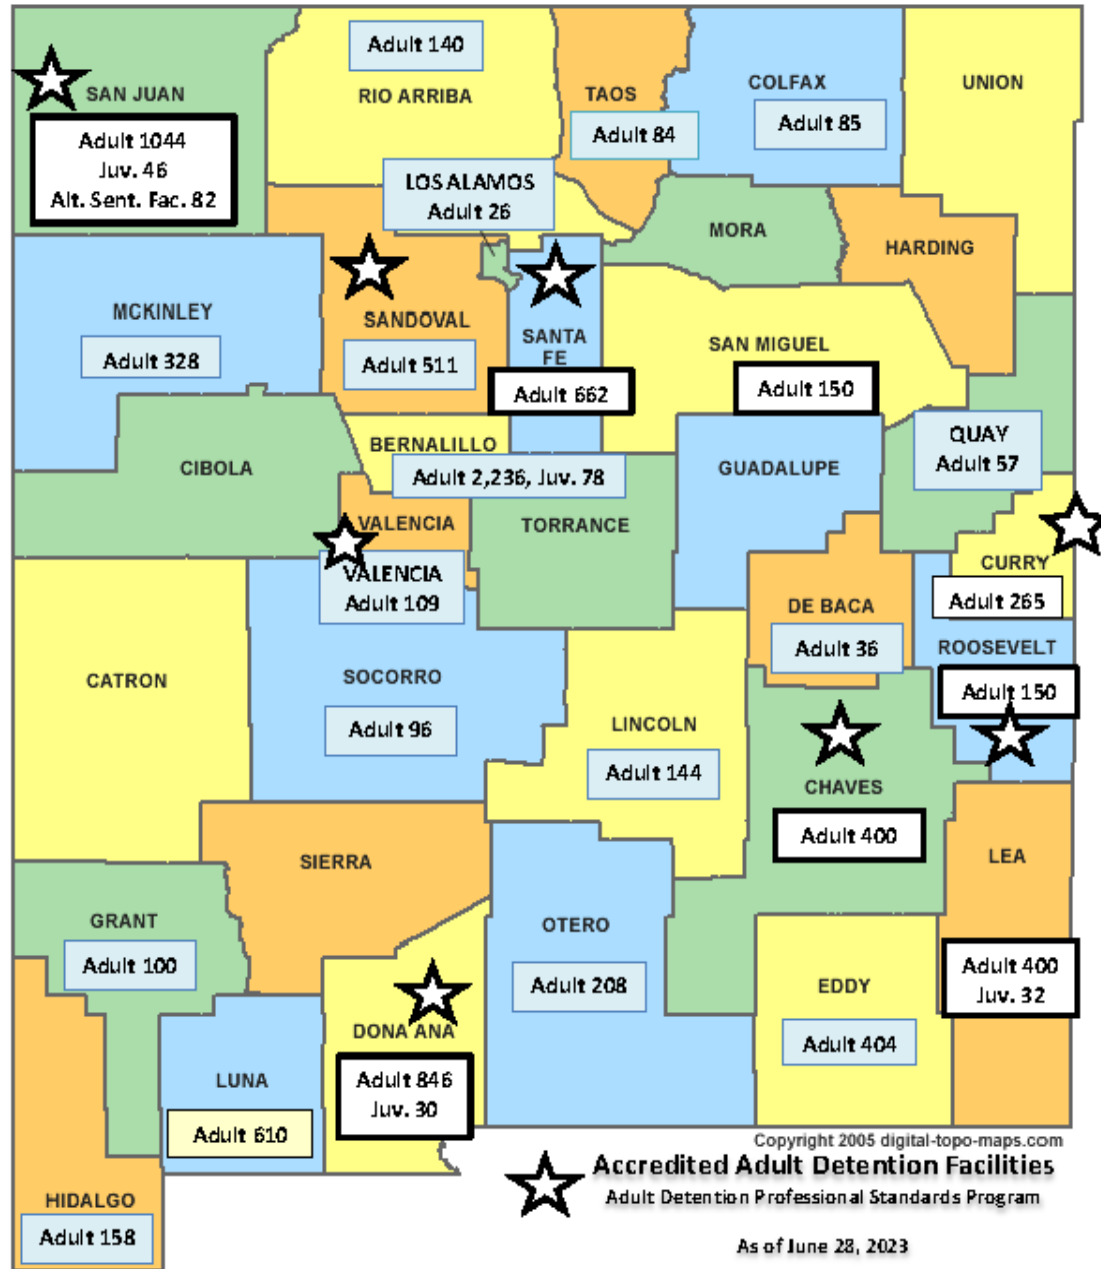 Adult 140
SAN JUAN
RIO ARRIBA
TAOS
COLFAX
UNION
Adult 1044
Juv. 46
Alt. Sent. Fac. 82
Adult 84
Adult 85
LOS ALAMOS
Adult 26
MORA
HARDING
MCKINLEY
Adult 328
SANDOVAL
Adult 511
SANTA
FE
Adult 662
SAN MIGUEL
Adult 150
CIBOLA
BERNALILLO
Adult 2,236, Juv. 78
GUADALUPE
QUAY
Adult 57
VALENCIA
TORRANCE
VALENCIA
Adult 109
CURRY
Adult 265
DE BACA
Adult 36
ROOSEVELT
Adult 150
CATRON
SOCORRO
Adult 96
LINCOLN
Adult 144
CHAVES
Adult 400
SIERRA
LEA
Adult 400
Juv. 32
GRANT
Adult 100
OTERO
Adult 208
EDDY
Adult 404
DONA ANA
Adult 846
Juv. 30
LUNA
Adult 610
HIDALGO
Adult 158
Copyright 2005 digital-topo-maps.com
Accredited Adult Detention Facilities
Adult Detention Professional Standards Program
As of June 28, 2023